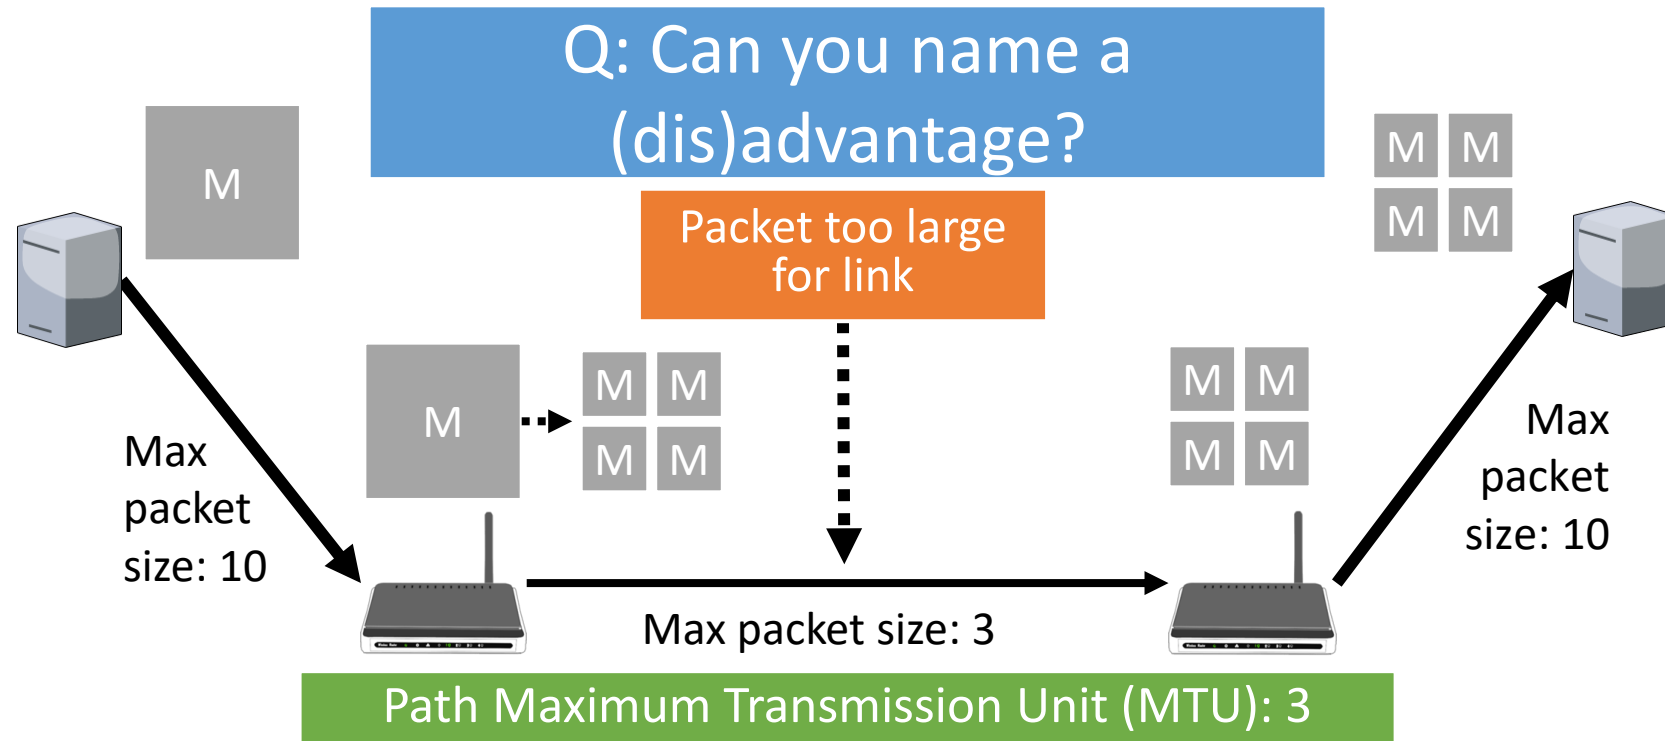 Q: Can you name a
(dis)advantage?
M
Packet too large
for link
M M
M M
M
M M
M M
M M
M M
Max
packet
size: 10
Max
packet
size: 10
Max packet size: 3
Path Maximum Transmission Unit (MTU): 3